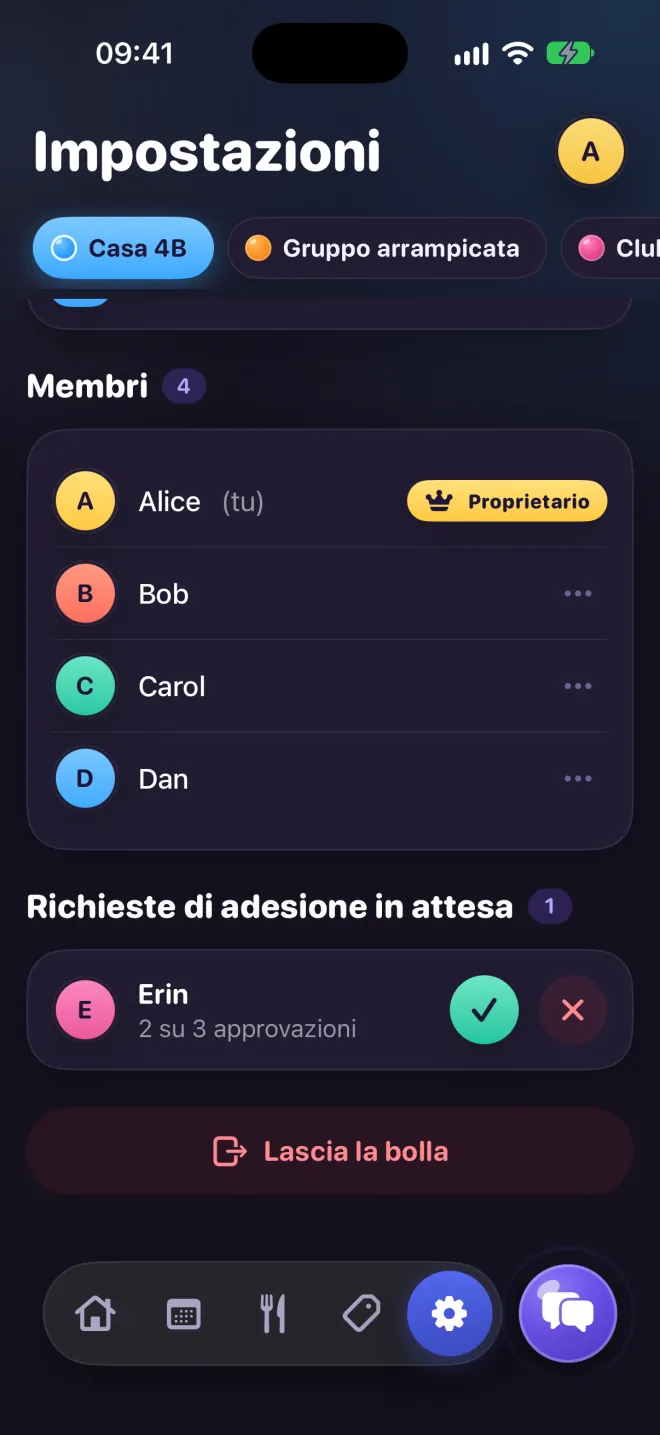 09:41
Impostazioni
A
Casa 4B
Gruppo arrampicata
Membri 4
A Alice (tu) Proprietario
B Bob
C Carol
D Dan
Richieste di adesione in attesa 1
E Erin
2 su 3 approvazioni
Lascia la bolla